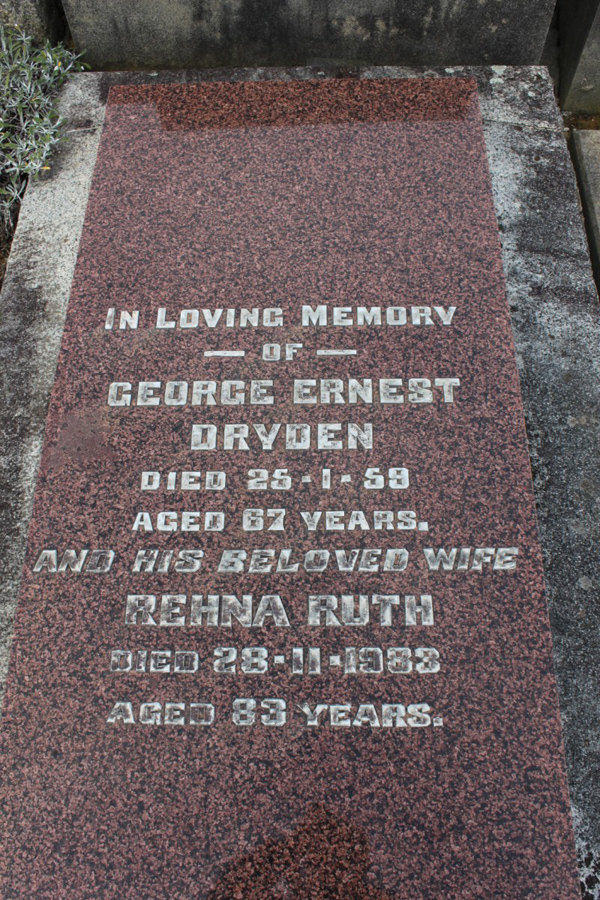 IN LOVING MEMORY
— OF —
GEORGE ERNEST
DRYDEN
DIED 25-1-59
AGED 67 YEARS.
AND HIS BELOVED WIFE
REHNA RUTH
DIED 28-11-1983
AGED 83 YEARS.